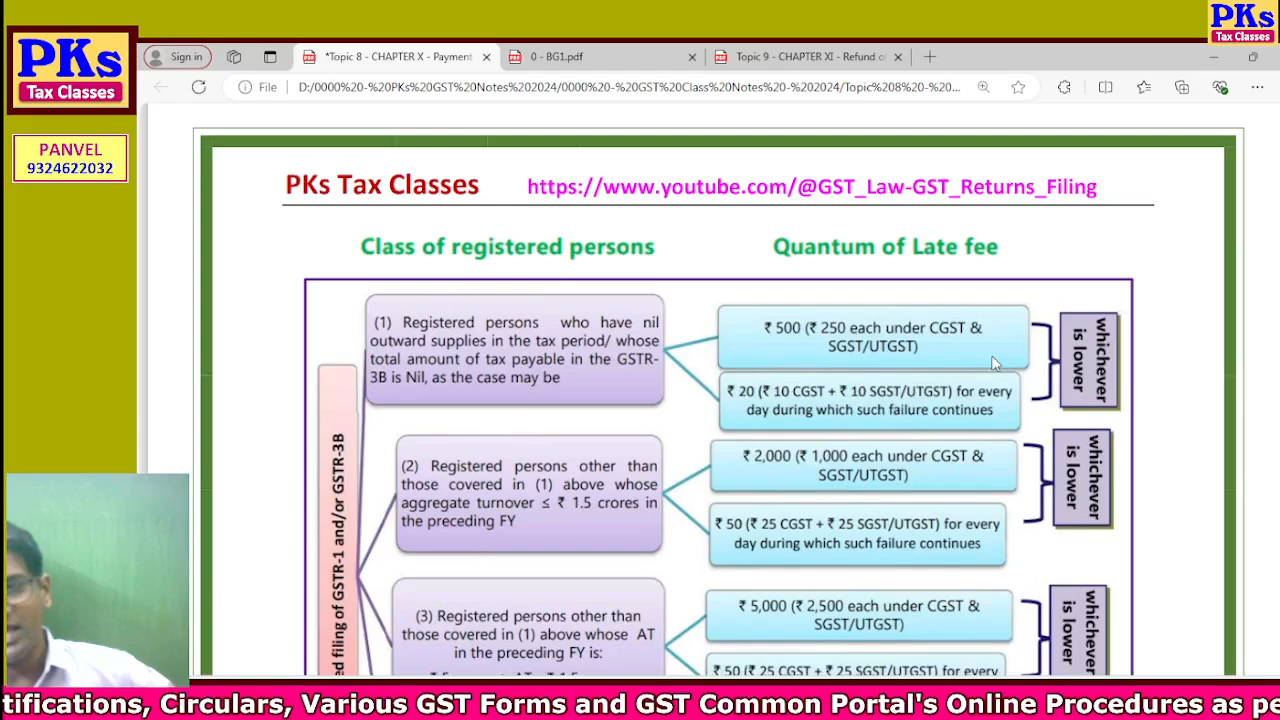 PKs
Tax Classes
PKs
Tax Classes
PANVEL
9324622032
Sign in
*Topic 8 - CHAPTER X - Payment
0 - BG1.pdf
Topic 9 - CHAPTER XI - Refund of
File
D:/0000%20-%20PKs%20GST%20Notes%202024/0000%20-%20GST%20Class%20Notes%20-%202024/Topic%208%20-%20...
PKs Tax Classes
https://www.youtube.com/@GST_Law-GST_Returns_Filing
Class of registered persons
Quantum of Late fee
ed filing of GSTR-1 and/or GSTR-3B
(1) Registered persons who have nil
outward supplies in the tax period/ whose
total amount of tax payable in the GSTR-
3B is Nil, as the case may be
₹ 500 (₹ 250 each under CGST &
SGST/UTGST)
₹ 20 (₹ 10 CGST + ₹ 10 SGST/UTGST) for every
day during which such failure continues
whichever
is lower
(2) Registered persons other than
those covered in (1) above whose
aggregate turnover ≤ ₹ 1.5 crores in
the preceding FY
₹ 2,000 (₹ 1,000 each under CGST &
SGST/UTGST)
₹ 50 (₹ 25 CGST + ₹ 25 SGST/UTGST) for every
day during which such failure continues
whichever
is lower
(3) Registered persons other than
those covered in (1) above whose AT
in the preceding FY is:
₹ 5,000 (₹ 2,500 each under CGST &
SGST/UTGST)
₹ 50 (₹ 25 CGST + ₹ 25 SGST/UTGST) for every
whichever
is lower
tifications, Circulars, Various GST Forms and GST Common Portal's Online Procedures as pe